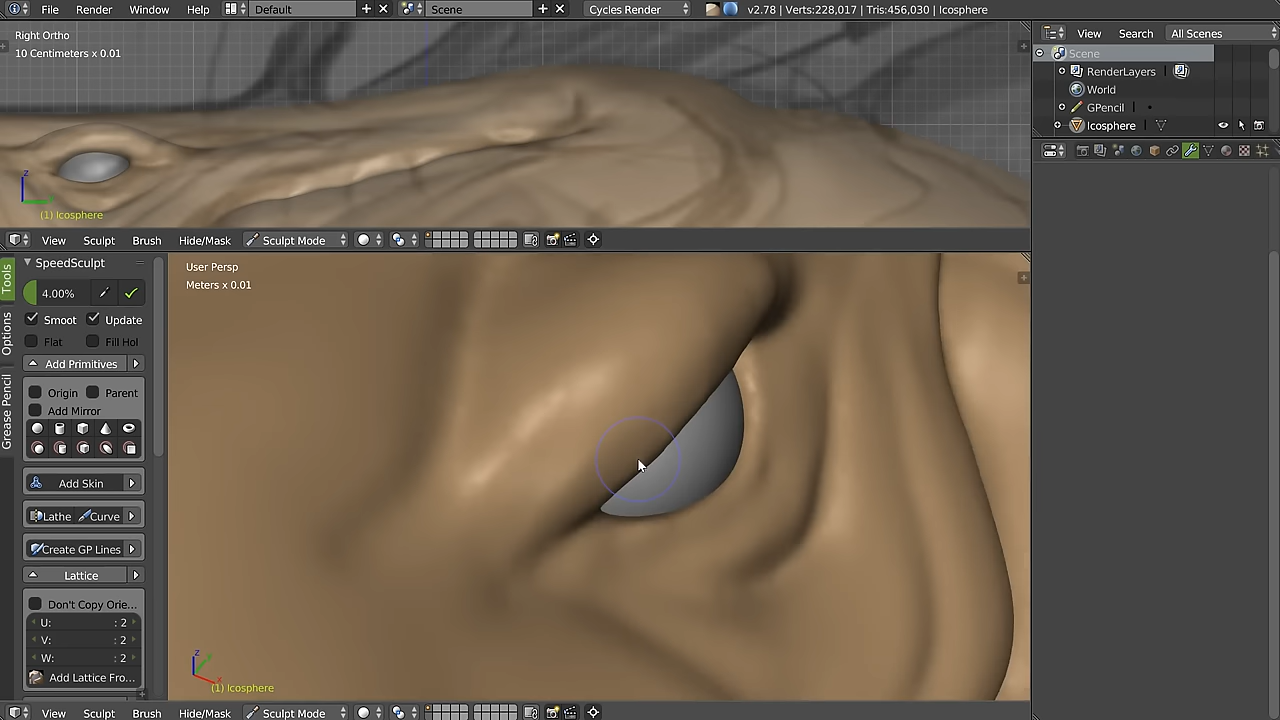 File Render Window Help Default Scene Cycles Render v2.78 | Verts:228,017 | Tris:456,030 | Icosphere
Right Ortho
10 Centimeters x 0.01
View Search All Scenes
Scene
RenderLayers
World
GPencil
Icosphere
z
(1) Icosphere
View Sculpt Brush Hide/Mask Sculpt Mode
Tools
Options
Grease Pencil
SpeedSculpt
4.00%
Smoot Update
Flat Fill Hol
Add Primitives
Origin Parent
Add Mirror
Add Skin
Lathe Curve
Create GP Lines
Lattice
Don't Copy Orie...
U: : 2
V: : 2
W: : 2
Add Lattice Fro...
User Persp
Meters x 0.01
z
y
x
(1) Icosphere
View Sculpt Brush Hide/Mask Sculpt Mode